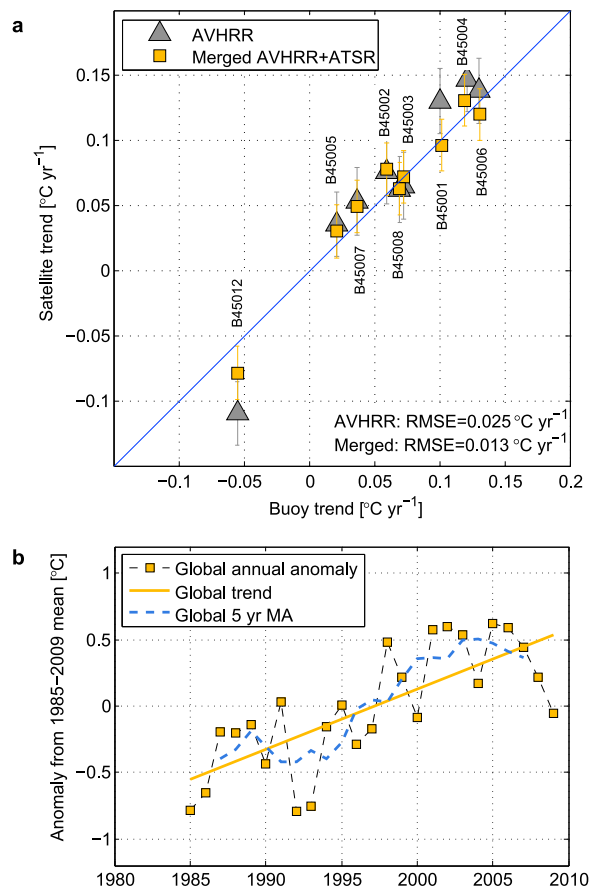 a
AVHRR
Merged AVHRR+ATSR
B45004
B45003
B45002
B45005
B45006
B45001
B45008
B45007
B45012
0.15
0.1
0.05
0
−0.05
−0.1
Satellite trend [°C yr⁻¹]
AVHRR: RMSE=0.025 °C yr⁻¹
Merged: RMSE=0.013 °C yr⁻¹
−0.1 −0.05 0 0.05 0.1 0.15 0.2
Buoy trend [°C yr⁻¹]
b
Global annual anomaly
Global trend
Global 5 yr MA
1
0.5
0
−0.5
−1
Anomaly from 1985−2009 mean [°C]
1980 1985 1990 1995 2000 2005 2010